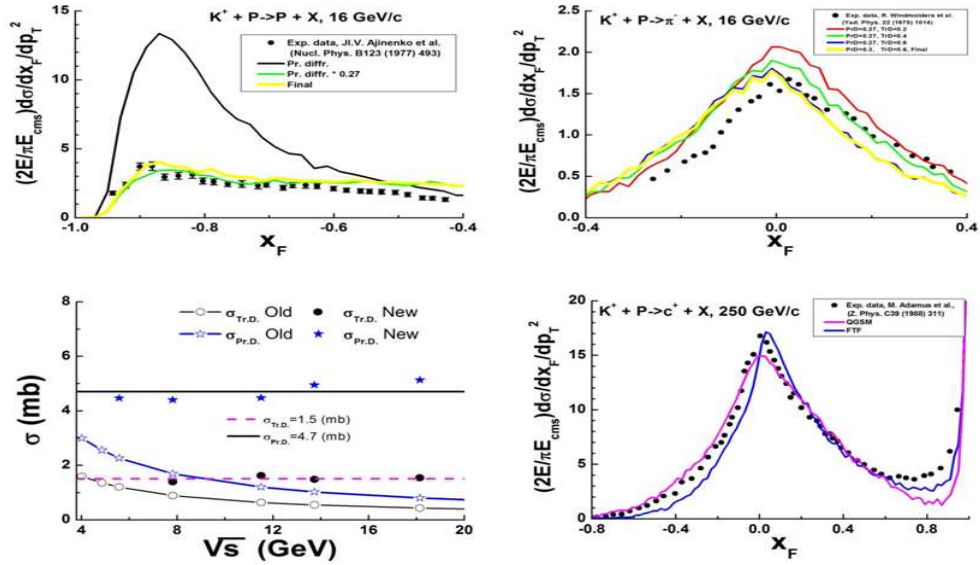 K⁺ + P->P + X, 16 GeV/c
Exp. data, JI.V. Ajinenko
(Nucl. Phys. B123 (1977) 493)
Pr. diffr.
Pr. diffr. * 0.27
Final
(2E/πE_cms)dσ/dx_F/dp_T²
15
10
5
0
-1.0 -0.8 -0.6 -0.4
X_F
K⁺ + P->π⁻ + X, 16 GeV/c
Exp. data, R. Windmolders et al.
(Yad. Phys. 22 (1975) 1014)
PrD=0.27, TrD=0.2
PrD=0.27, TrD=0.4
PrD=0.27, TrD=0.6
PrD=0.3, TrD=0.6, Final
(2E/πE_cms)dσ/dx_F/dp_T²
2.5
2.0
1.5
1.0
0.5
0.0
-0.4 -0.2 0.0 0.2 0.4
X_F
σ_Tr.D. Old σ_Tr.D. New
σ_Pr.D. Old σ_Pr.D. New
σ_Tr.D.=1.5 (mb)
σ_Pr.D.=4.7 (mb)
σ (mb)
8
6
4
2
0
4 8 12 16 20
√s (GeV)
K⁺ + P->c⁺ + X, 250 GeV/c
Exp. data, M. Adamus et al.,
(Z. Phys. C39 (1988) 311)
QGSM
FTF
(2E/πE_cms)dσ/dx_F/dp_T²
20
15
10
5
0
-0.8 -0.4 0.0 0.4 0.8
X_F